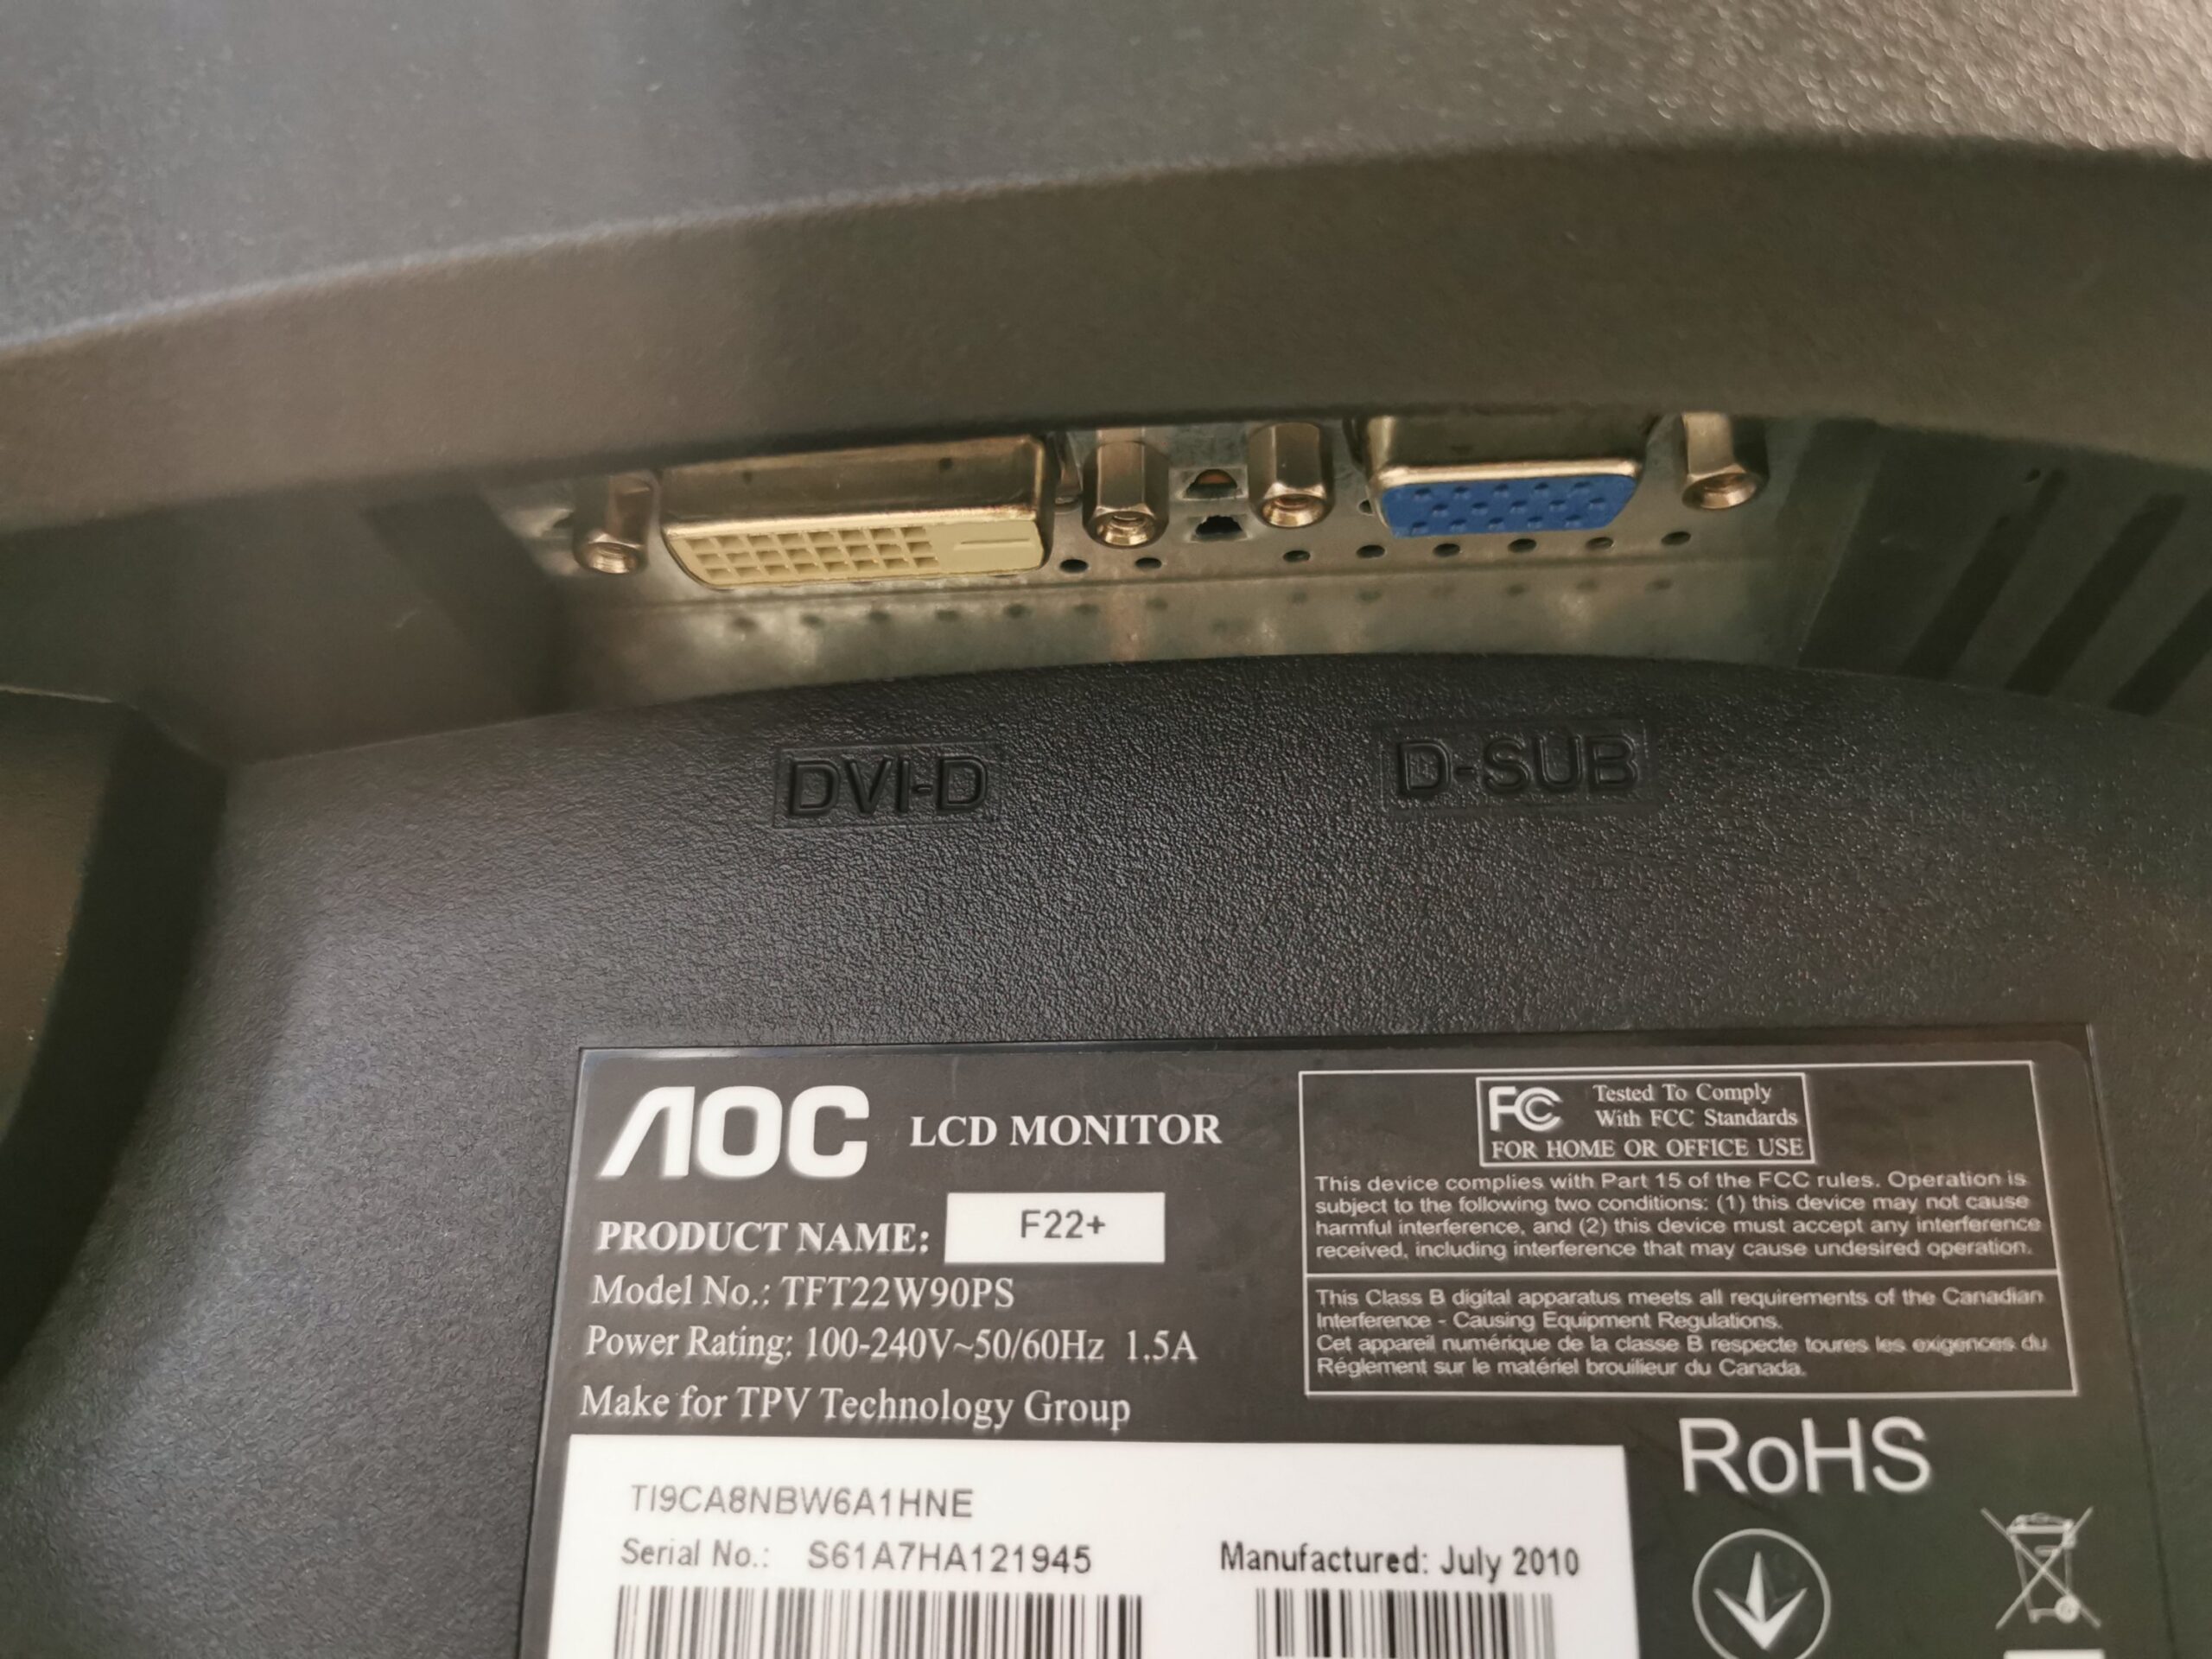 DVI-D
D-SUB
AOC LCD MONITOR
PRODUCT NAME: F22+
Model No.: TFT22W90PS
Power Rating: 100-240V~50/60Hz 1.5A
Make for TPV Technology Group
FC Tested To Comply
With FCC Standards
FOR HOME OR OFFICE USE
This device complies with Part 15 of the FCC rules. Operation is
subject to the following two conditions: (1) this device may not cause
harmful interference, and (2) this device must accept any interference
received, including interference that may cause undesired operation.
This Class B digital apparatus meets all requirements of the Canadian
Interference - Causing Equipment Regulations.
Cet appareil numérique de la classe B respecte toures les exigences du
Réglement sur le matériel brouilieur du Canada.
TI9CA8NBW6A1HNE
Serial No.: S61A7HA121945
Manufactured: July 2010
RoHS